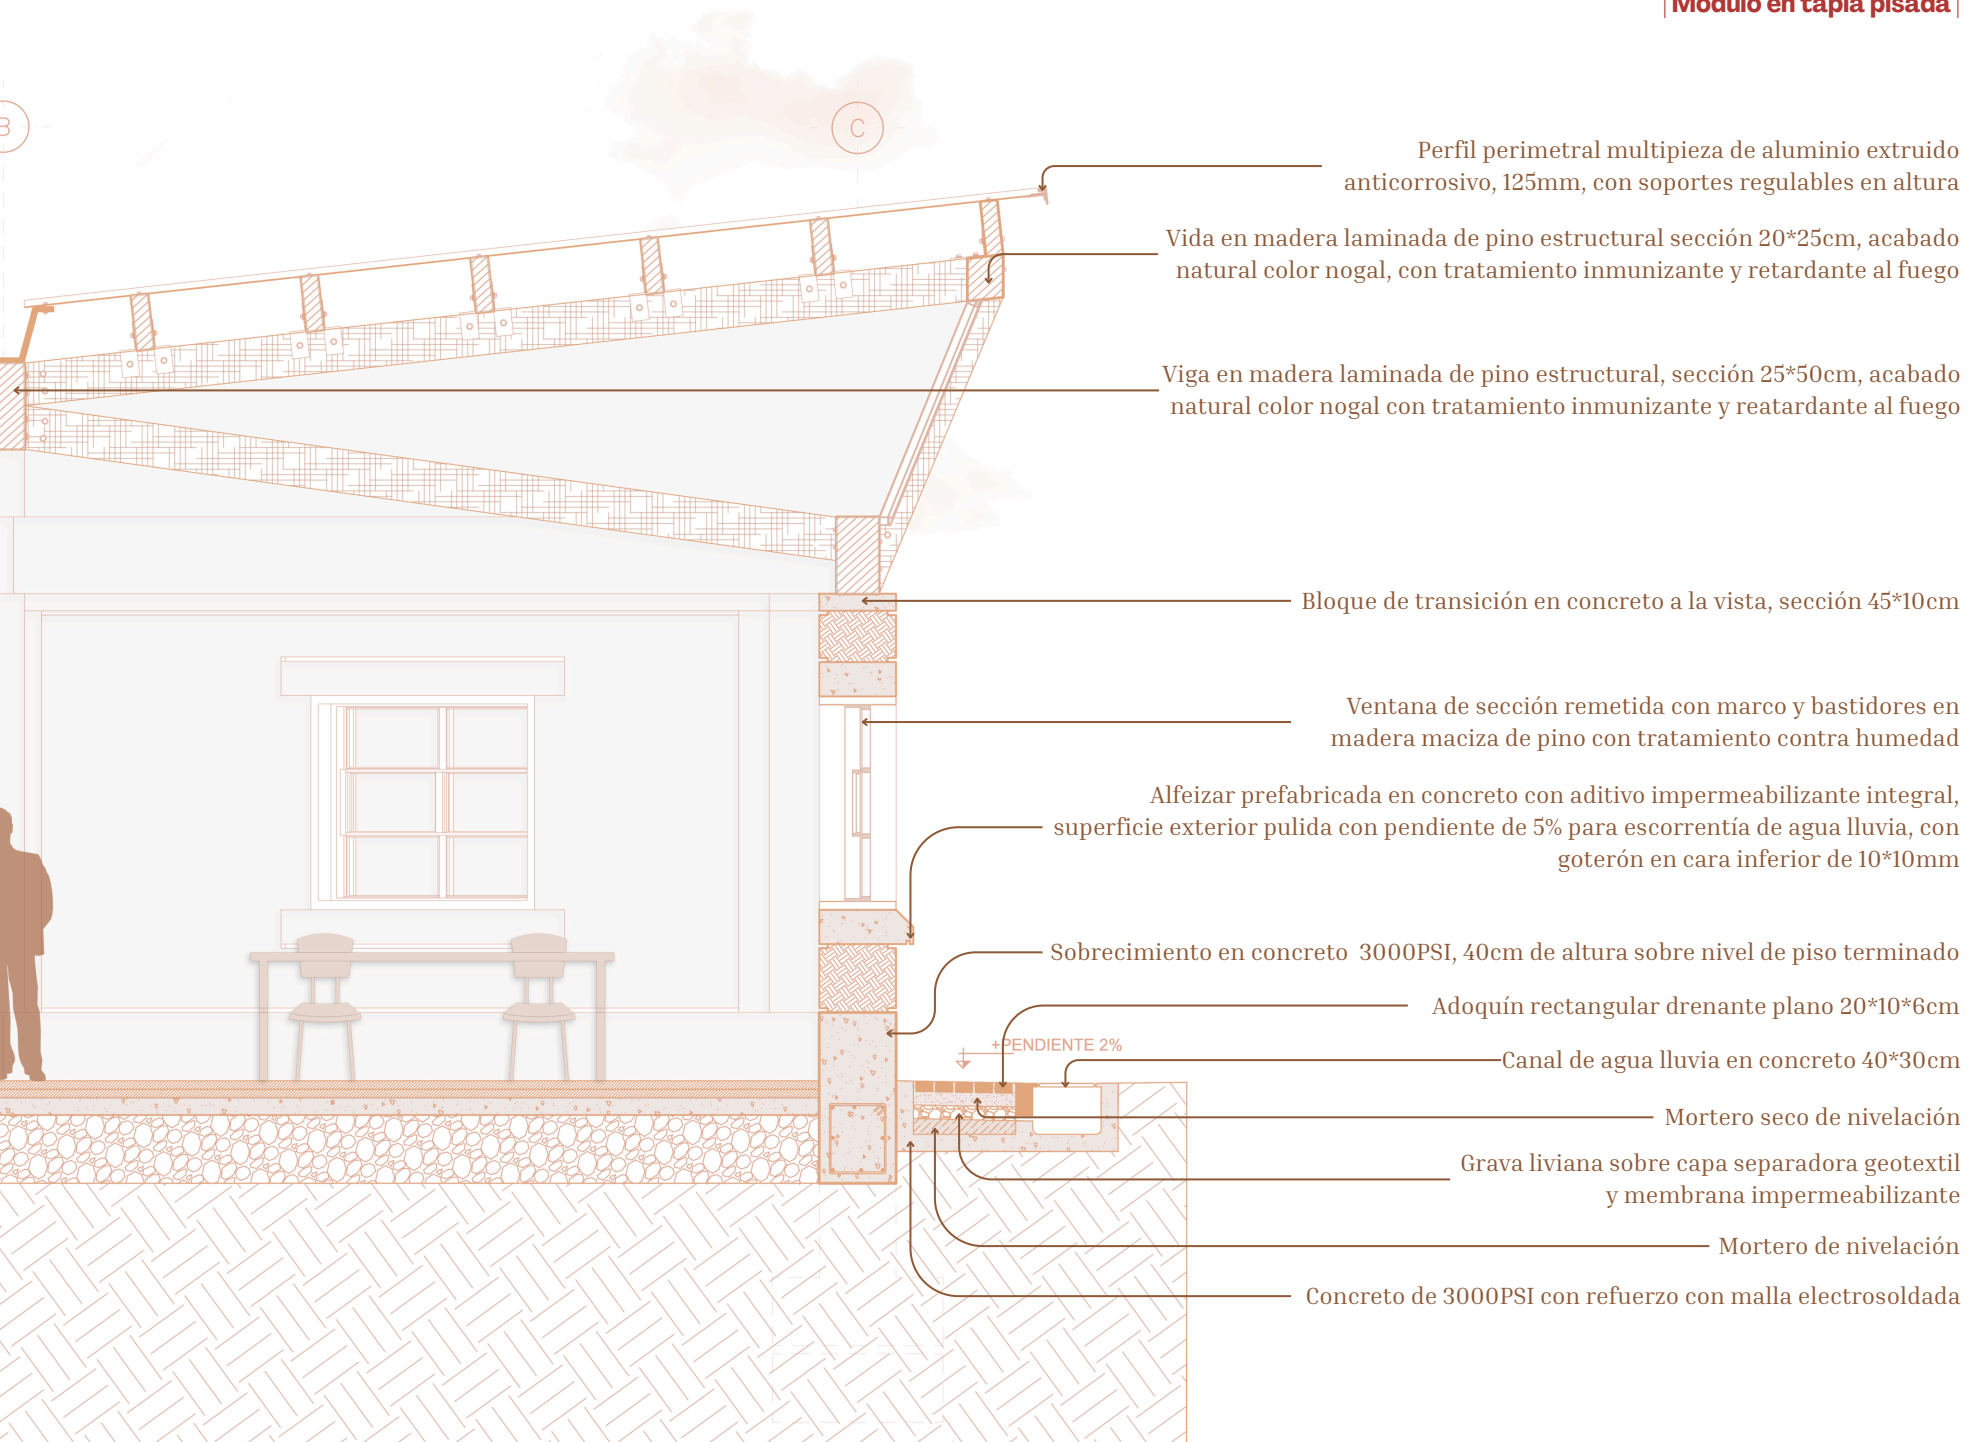 Módulo en tapia pisada
B
C
Perfil perimetral multipieza de aluminio extruido
anticorrosivo, 125mm, con soportes regulables en altura
Vida en madera laminada de pino estructural sección 20*25cm, acabado
natural color nogal, con tratamiento inmunizante y retardante al fuego
Viga en madera laminada de pino estructural, sección 25*50cm, acabado
natural color nogal con tratamiento inmunizante y reatardante al fuego
Bloque de transición en concreto a la vista, sección 45*10cm
Ventana de sección remetida con marco y bastidores en
madera maciza de pino con tratamiento contra humedad
Alfeizar prefabricada en concreto con aditivo impermeabilizante integral,
superficie exterior pulida con pendiente de 5% para escorrentía de agua lluvia, con
goterón en cara inferior de 10*10mm
Sobrecimiento en concreto  3000PSI, 40cm de altura sobre nivel de piso terminado
Adoquín rectangular drenante plano 20*10*6cm
+PENDIENTE 2%
Canal de agua lluvia en concreto 40*30cm
Mortero seco de nivelación
Grava liviana sobre capa separadora geotextil
y membrana impermeabilizante
Mortero de nivelación
Concreto de 3000PSI con refuerzo con malla electrosoldada